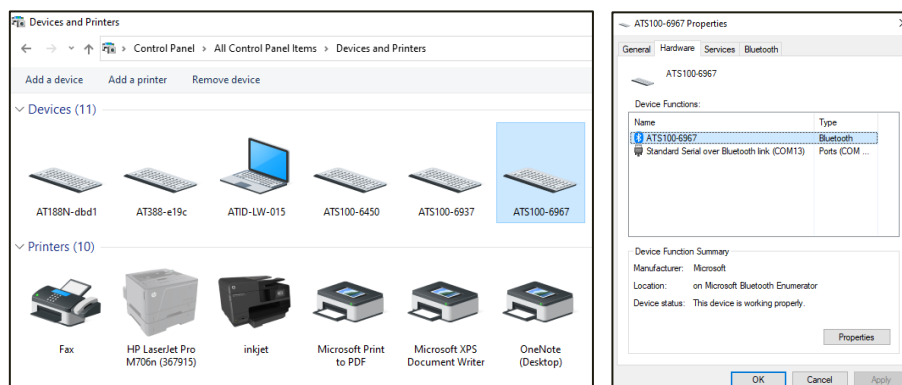 Devices and Printers
Control Panel > All Control Panel Items > Devices and Printers
Add a device Add a printer Remove device
Devices (11)
AT188N-dbd1 AT388-e19c ATID-LW-015 ATS100-6450 ATS100-6937 ATS100-6967
Printers (10)
Fax HP LaserJet Pro M706n (367915) inkjet Microsoft Print to PDF Microsoft XPS Document Writer OneNote (Desktop)
ATS100-6967 Properties
General Hardware Services Bluetooth
ATS100-6967
Device Functions:
Name Type
ATS100-6967 Bluetooth
Standard Serial over Bluetooth link (COM13) Ports (COM ...
Device Function Summary
Manufacturer: Microsoft
Location: on Microsoft Bluetooth Enumerator
Device status: This device is working properly.
Properties
OK Cancel Apply